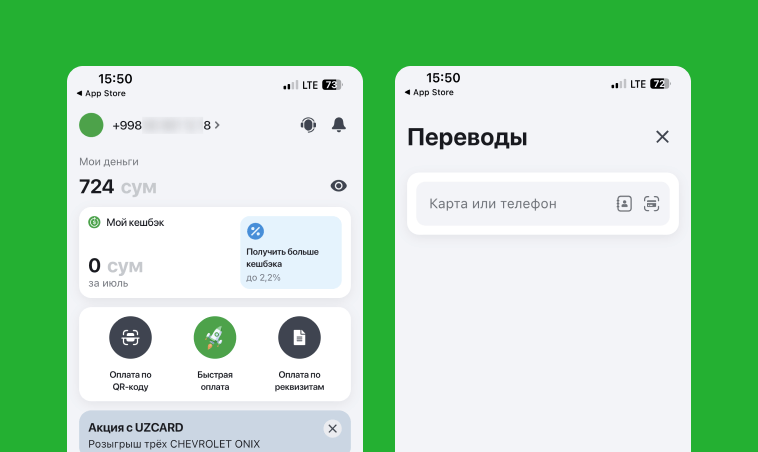 15:50
LTE 73
◀ App Store
+998 8 >
Мои деньги
724 сум
Мой кешбэк
0 сум
за июль
Получить больше
кешбэка
до 2,2%
Оплата по
QR-коду
Быстрая
оплата
Оплата по
реквизитам
Акция с UZCARD
Розыгрыш трёх CHEVROLET ONIX
15:50
LTE 72
◀ App Store
Переводы
Карта или телефон